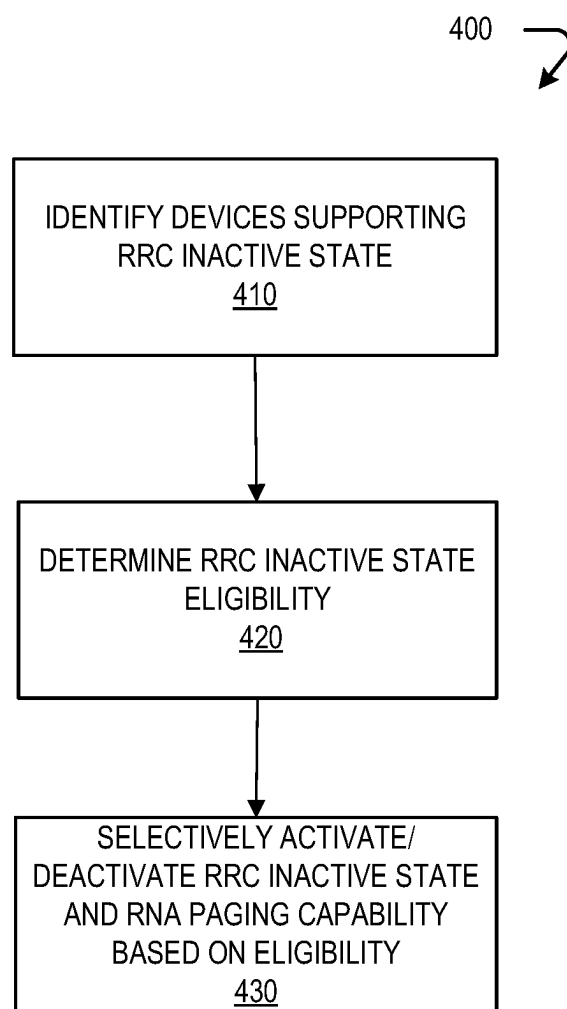 400
IDENTIFY DEVICES SUPPORTING
RRC INACTIVE STATE
410
DETERMINE RRC INACTIVE STATE
ELIGIBILITY
420
SELECTIVELY ACTIVATE/
DEACTIVATE RRC INACTIVE STATE
AND RNA PAGING CAPABILITY
BASED ON ELIGIBILITY
430